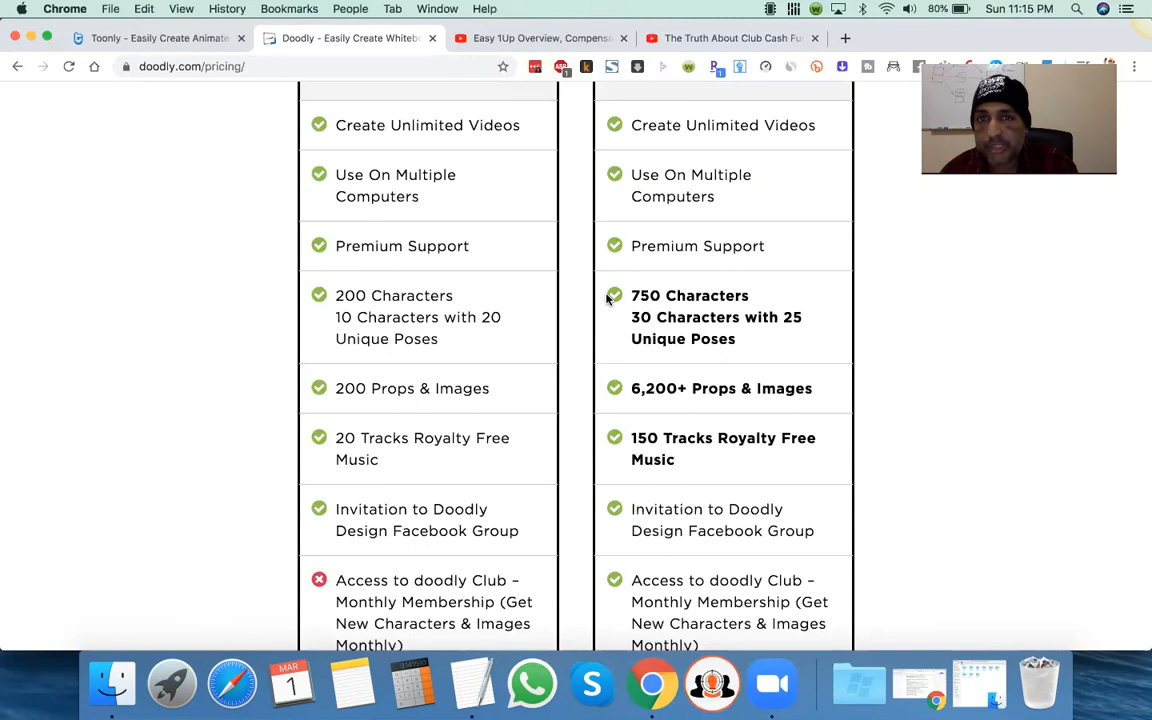 Chrome File Edit View History Bookmarks People Tab Window Help
80% Sun 11:15 PM
Toonly - Easily Create Animate
Doodly - Easily Create Whitebo
Easy 1Up Overview, Compensa
The Truth About Club Cash Fu
doodly.com/pricing/
Create Unlimited Videos
Use On Multiple
Computers
Premium Support
200 Characters
10 Characters with 20
Unique Poses
200 Props & Images
20 Tracks Royalty Free
Music
Invitation to Doodly
Design Facebook Group
Access to doodly Club –
Monthly Membership (Get
New Characters & Images
Monthly)
Create Unlimited Videos
Use On Multiple
Computers
Premium Support
750 Characters
30 Characters with 25
Unique Poses
6,200+ Props & Images
150 Tracks Royalty Free
Music
Invitation to Doodly
Design Facebook Group
Access to doodly Club –
Monthly Membership (Get
New Characters & Images
Monthly)
MAR
1